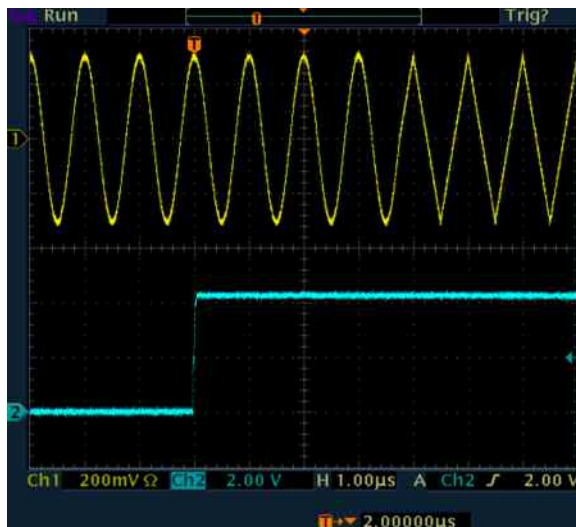 Run Trig?
T
T
1
2
Ch1 200mV Ω Ch2 2.00 V H 1.00µs A Ch2 2.00 V
T 2.00000µs